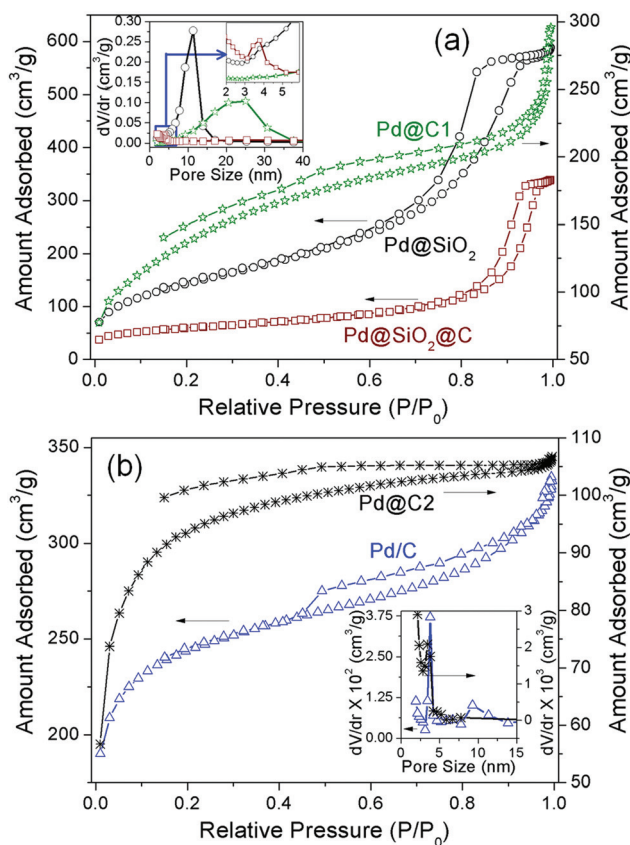 (a)
Amount Adsorbed (cm³/g)
600
500
400
300
200
100
0
300
250
200
150
100
50
Amount Adsorbed (cm³/g)
dV/dr (cm³/g)
0.30
0.25
0.20
0.15
0.10
0.05
0.00
0 10 20 30 40
Pore Size (nm)
2 3 4 5
Pd@C1
Pd@SiO₂
Pd@SiO₂@C
0.0 0.2 0.4 0.6 0.8 1.0
Relative Pressure (P/P₀)
(b)
Amount Adsorbed (cm³/g)
350
300
250
200
110
100
90
80
70
60
50
Amount Adsorbed (cm³/g)
Pd@C2
Pd/C
dV/dr X 10² (cm³/g)
3.75
2.50
1.25
0.00
3
2
1
0
dV/dr X 10³ (cm³/g)
0 5 10 15
Pore Size (nm)
0.0 0.2 0.4 0.6 0.8 1.0
Relative Pressure (P/P₀)